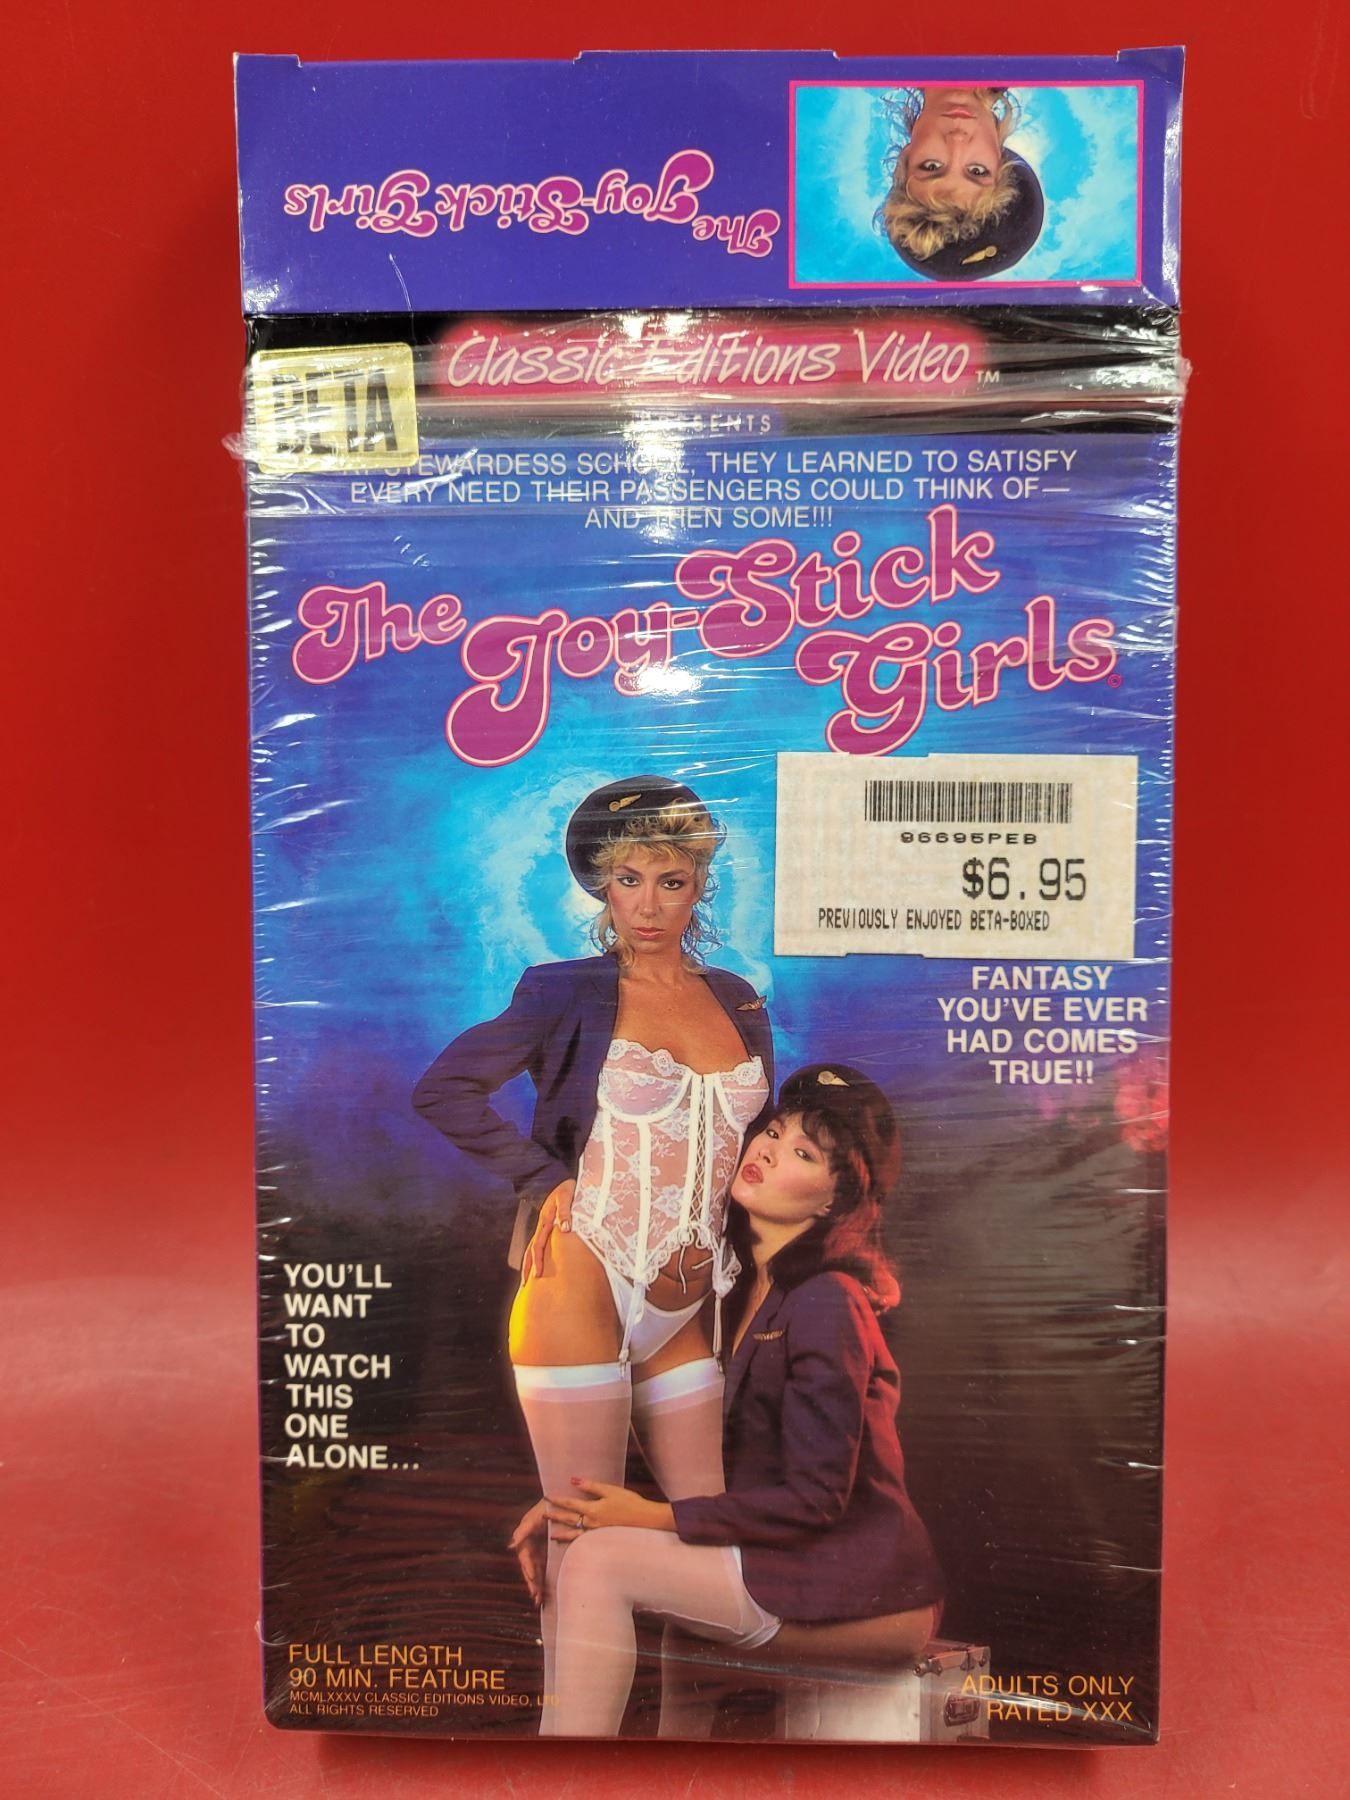 The
Joy-Stick Girls
Classic Editions Video TM
BETA
PRESENTS
STEWARDESS SCHOOL, THEY LEARNED TO SATISFY
EVERY NEED THEIR PASSENGERS COULD THINK OF—
AND THEN SOME!!!
The Joy-Stick
Girls ©
96695PEB
$6.95
PREVIOUSLY ENJOYED BETA-BOXED
FANTASY
YOU'VE EVER
HAD COMES
TRUE!!
YOU'LL
WANT
TO
WATCH
THIS
ONE
ALONE...
FULL LENGTH
90 MIN. FEATURE
MCMLXXXV CLASSIC EDITIONS VIDEO, LTD
ALL RIGHTS RESERVED
ADULTS ONLY
RATED XXX